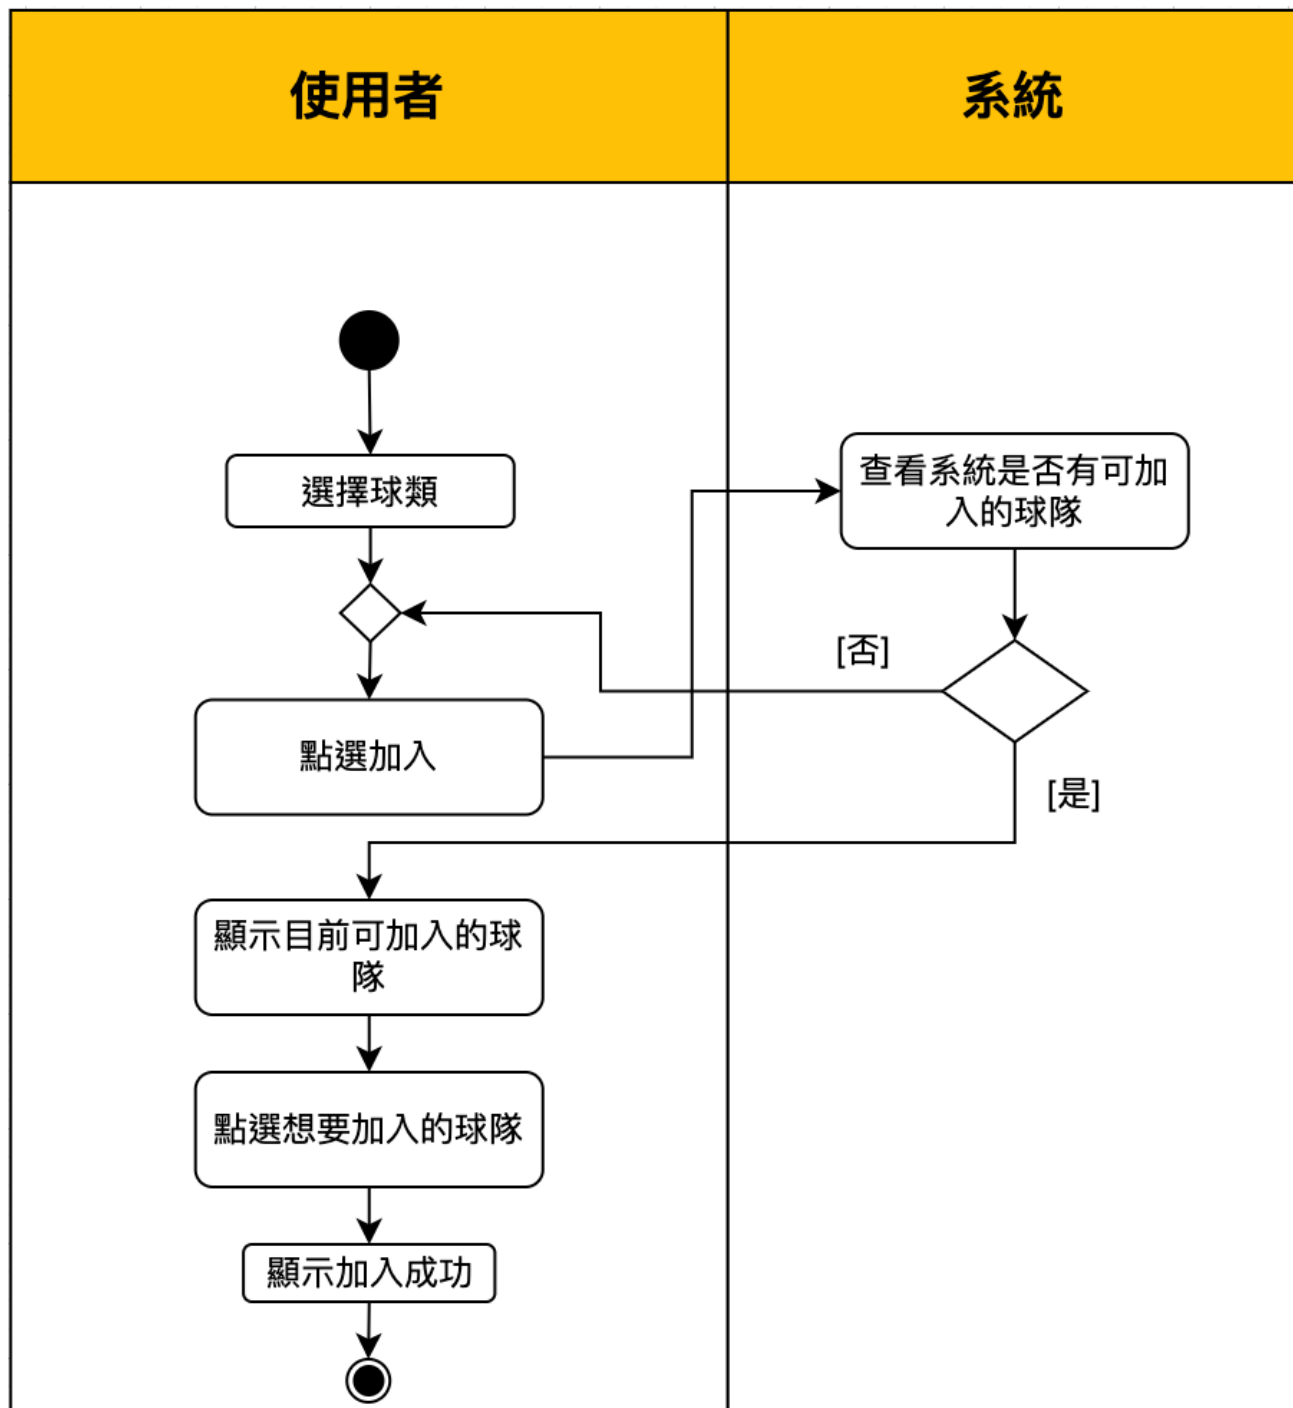 使用者
系統
選擇球類
查看系統是否有可加
入的球隊
[否]
點選加入
[是]
顯示目前可加入的球
隊
點選想要加入的球隊
顯示加入成功